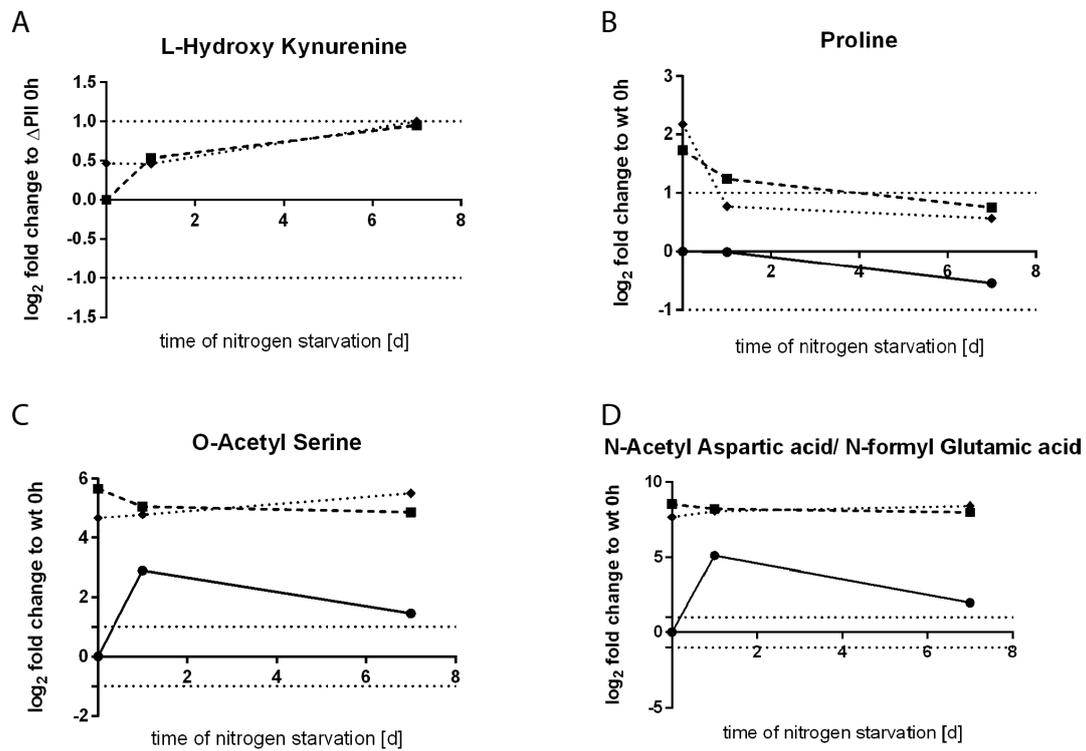 A
L-Hydroxy Kynurenine
log2 fold change to ΔPII 0h
1.5
1.0
0.5
0.0
-0.5
-1.0
-1.5
2 4 6 8
time of nitrogen starvation [d]
B
Proline
log2 fold change to wt 0h
3
2
1
0
-1
2 4 6 8
time of nitrogen starvation [d]
C
O-Acetyl Serine
log2 fold change to wt 0h
6
4
2
0
-2
2 4 6 8
time of nitrogen starvation [d]
D
N-Acetyl Aspartic acid/ N-formyl Glutamic acid
log2 fold change to wt 0h
10
5
0
-5
2 4 6 8
time of nitrogen starvation [d]